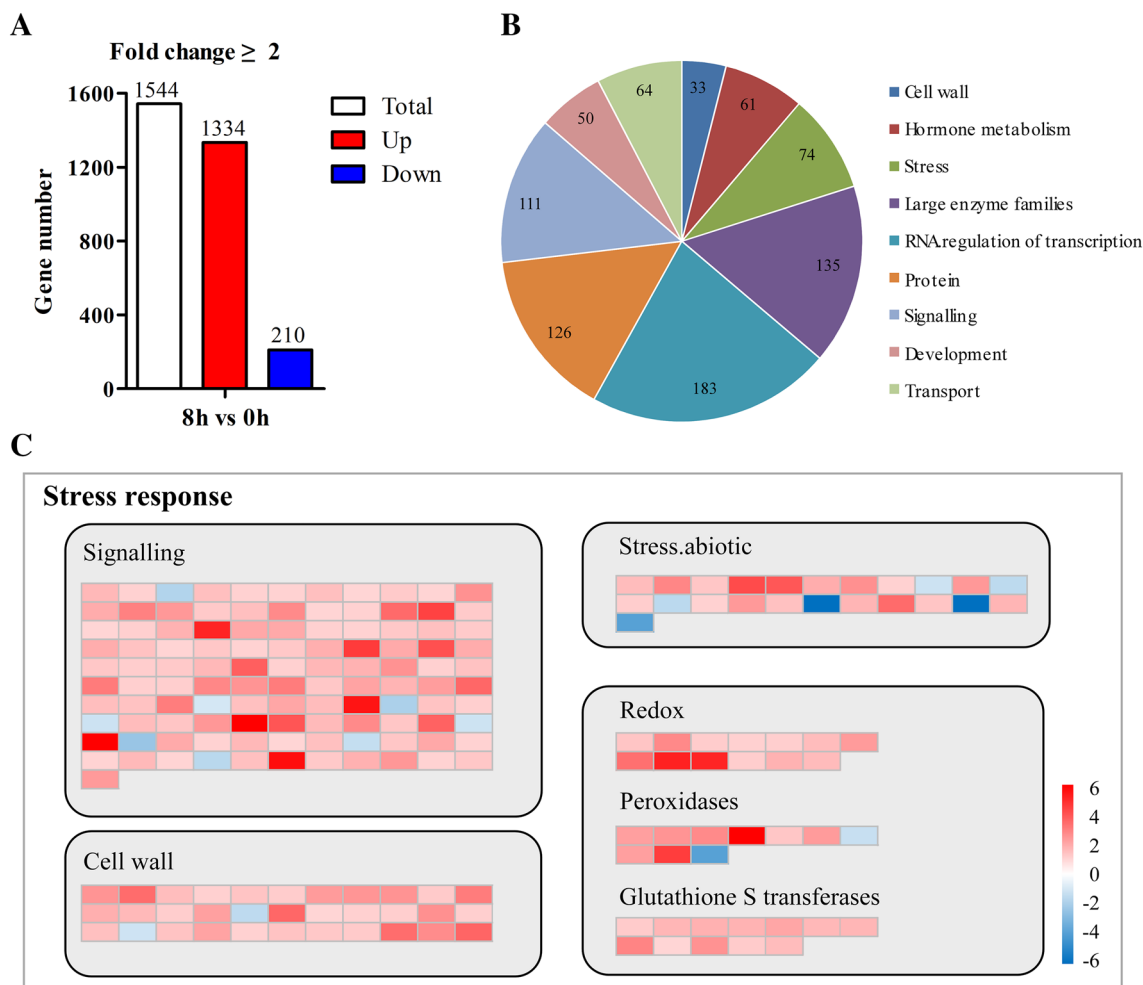 A
Fold change ≥ 2
1600
1200
800
400
0
Gene number
1544
1334
210
8h vs 0h
Total
Up
Down
B
33
61
74
135
183
126
111
50
64
Cell wall
Hormone metabolism
Stress
Large enzyme families
RNA.regulation of transcription
Protein
Signalling
Development
Transport
C
Stress response
Signalling
Cell wall
Stress.abiotic
Redox
Peroxidases
Glutathione S transferases
6
4
2
0
-2
-4
-6